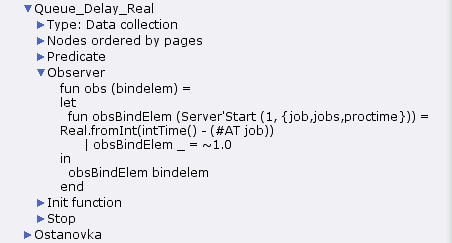 Queue_Delay_Real
Type: Data collection
Nodes ordered by pages
Predicate
Observer
fun obs (bindelem) =
let
fun obsBindElem (Server'Start (1, {job,jobs,proctime})) =
Real.fromInt(intTime() - (#AT job))
| obsBindElem _ = ~1.0
in
obsBindElem bindelem
end
Init function
Stop
Ostanovka